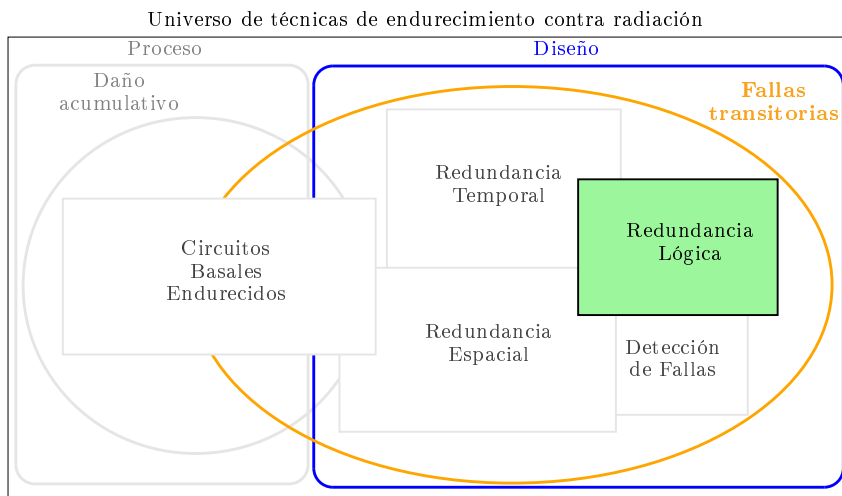 Universo de técnicas de endurecimiento contra radiación
Proceso
Diseño
Daño
acumulativo
Fallas
transitorias
Redundancia
Temporal
Redundancia
Lógica
Circuitos
Basales
Endurecidos
Redundancia
Espacial
Detección
de Fallas